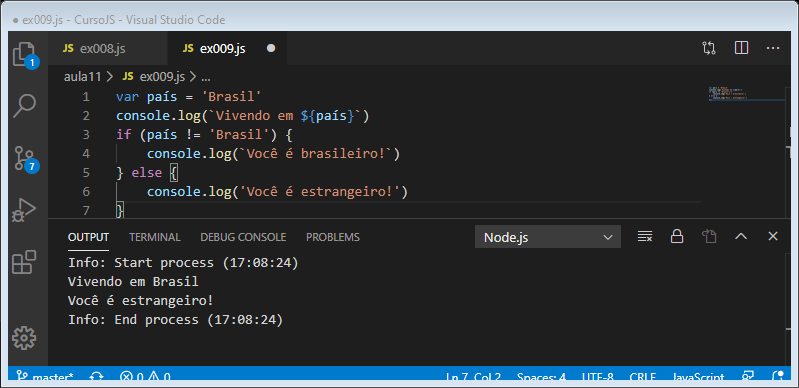 ex009.js - CursoJS - Visual Studio Code
JS ex008.js JS ex009.js
aula11 > JS ex009.js > ...
1 var país = 'Brasil'
2 console.log(`Vivendo em ${país}`)
3 if (país != 'Brasil') {
4 console.log(`Você é brasileiro!`)
5 } else {
6 console.log('Você é estrangeiro!')
7 }
1
7
OUTPUT TERMINAL DEBUG CONSOLE PROBLEMS Node.js
Info: Start process (17:08:24)
Vivendo em Brasil
Você é estrangeiro!
Info: End process (17:08:24)
master* 0 0 Ln 7, Col 2 Spaces: 4 UTF-8 CRLF JavaScript